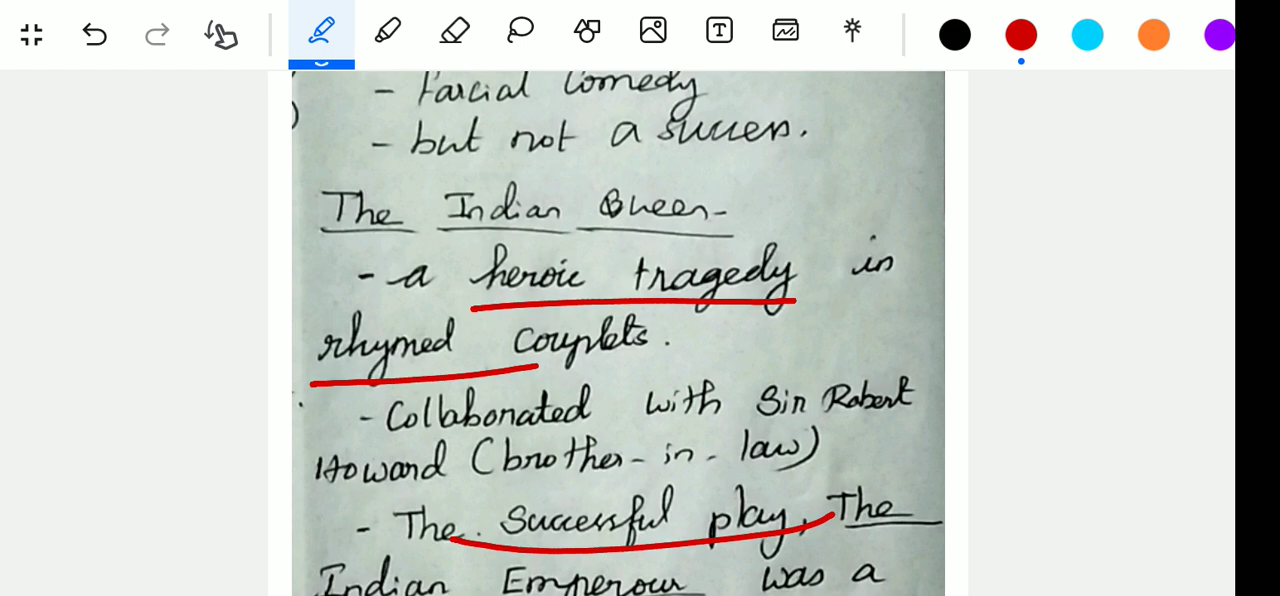 - Farcial Comedy
- but not a success.
The Indian Queen-
- a heroic tragedy in
rhymed Couplets.
- Collaborated with Sir Robert
Howard (brother-in-law)
- The Successful play, The
Indian Emperour was a